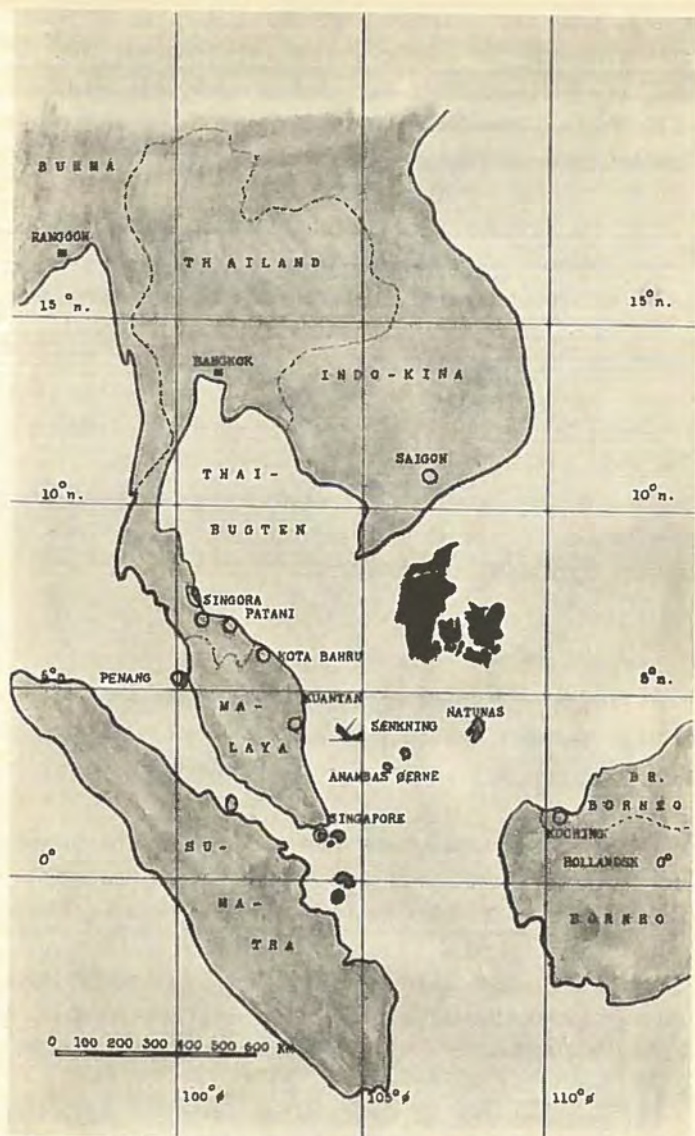 BURMA
RANGOON
THAILAND
15°n. 15°n.
BANGKOK
INDO-KINA
SAIGON
THAI-
10°n. 10°n.
BUGTEN
SINGORA
PATANI
KOTA BAHRU
PENANG 5°n. 5°n.
KUANTAN
MA- NATUNAS
SÆNKNING
LAYA
ANAMBAS ØERNE
BR.
BORNEO
SINGAPORE
KUCHING
SU-
0° HOLLANDSK 0°
MA-
BORNEO
TRA
0 100 200 300 400 500 600 KM
100°ø 105°ø 110°ø